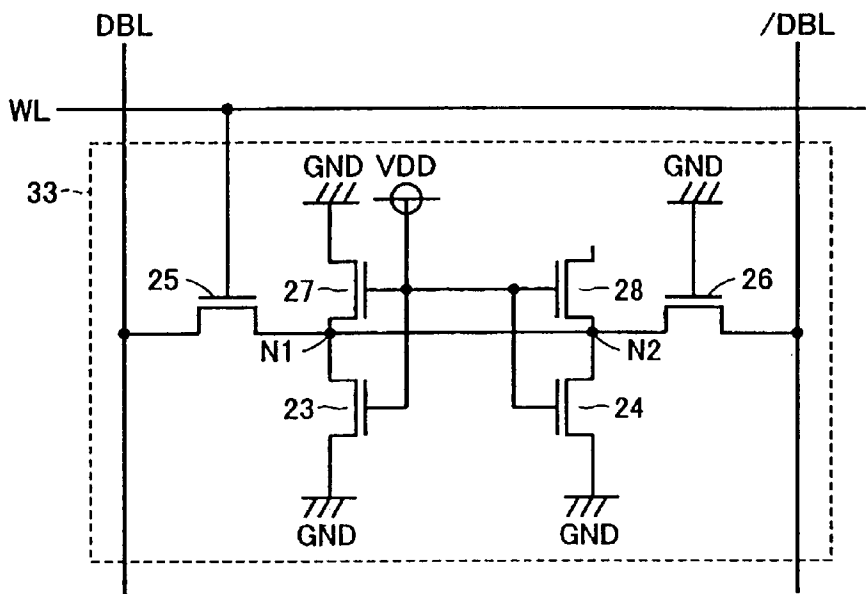 DBL /DBL
WL
33
GND VDD GND
25 27 28 26
N1 N2
23 24
GND GND